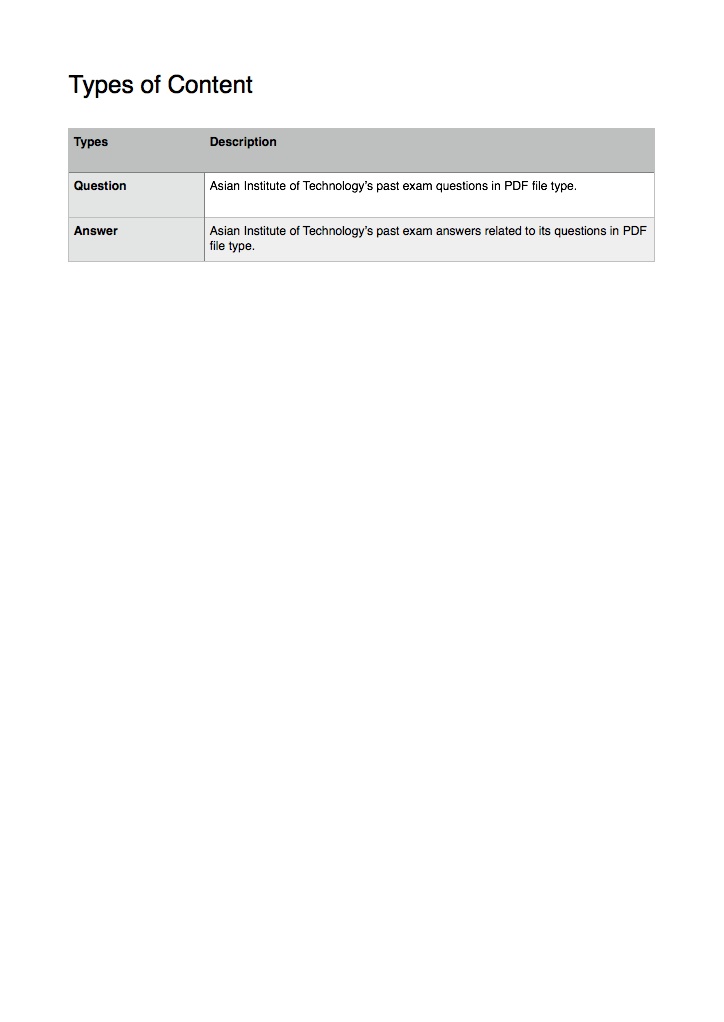 Types of Content
Types Description
Question Asian Institute of Technology's past exam questions in PDF file type.
Answer Asian Institute of Technology's past exam answers related to its questions in PDF
file type.